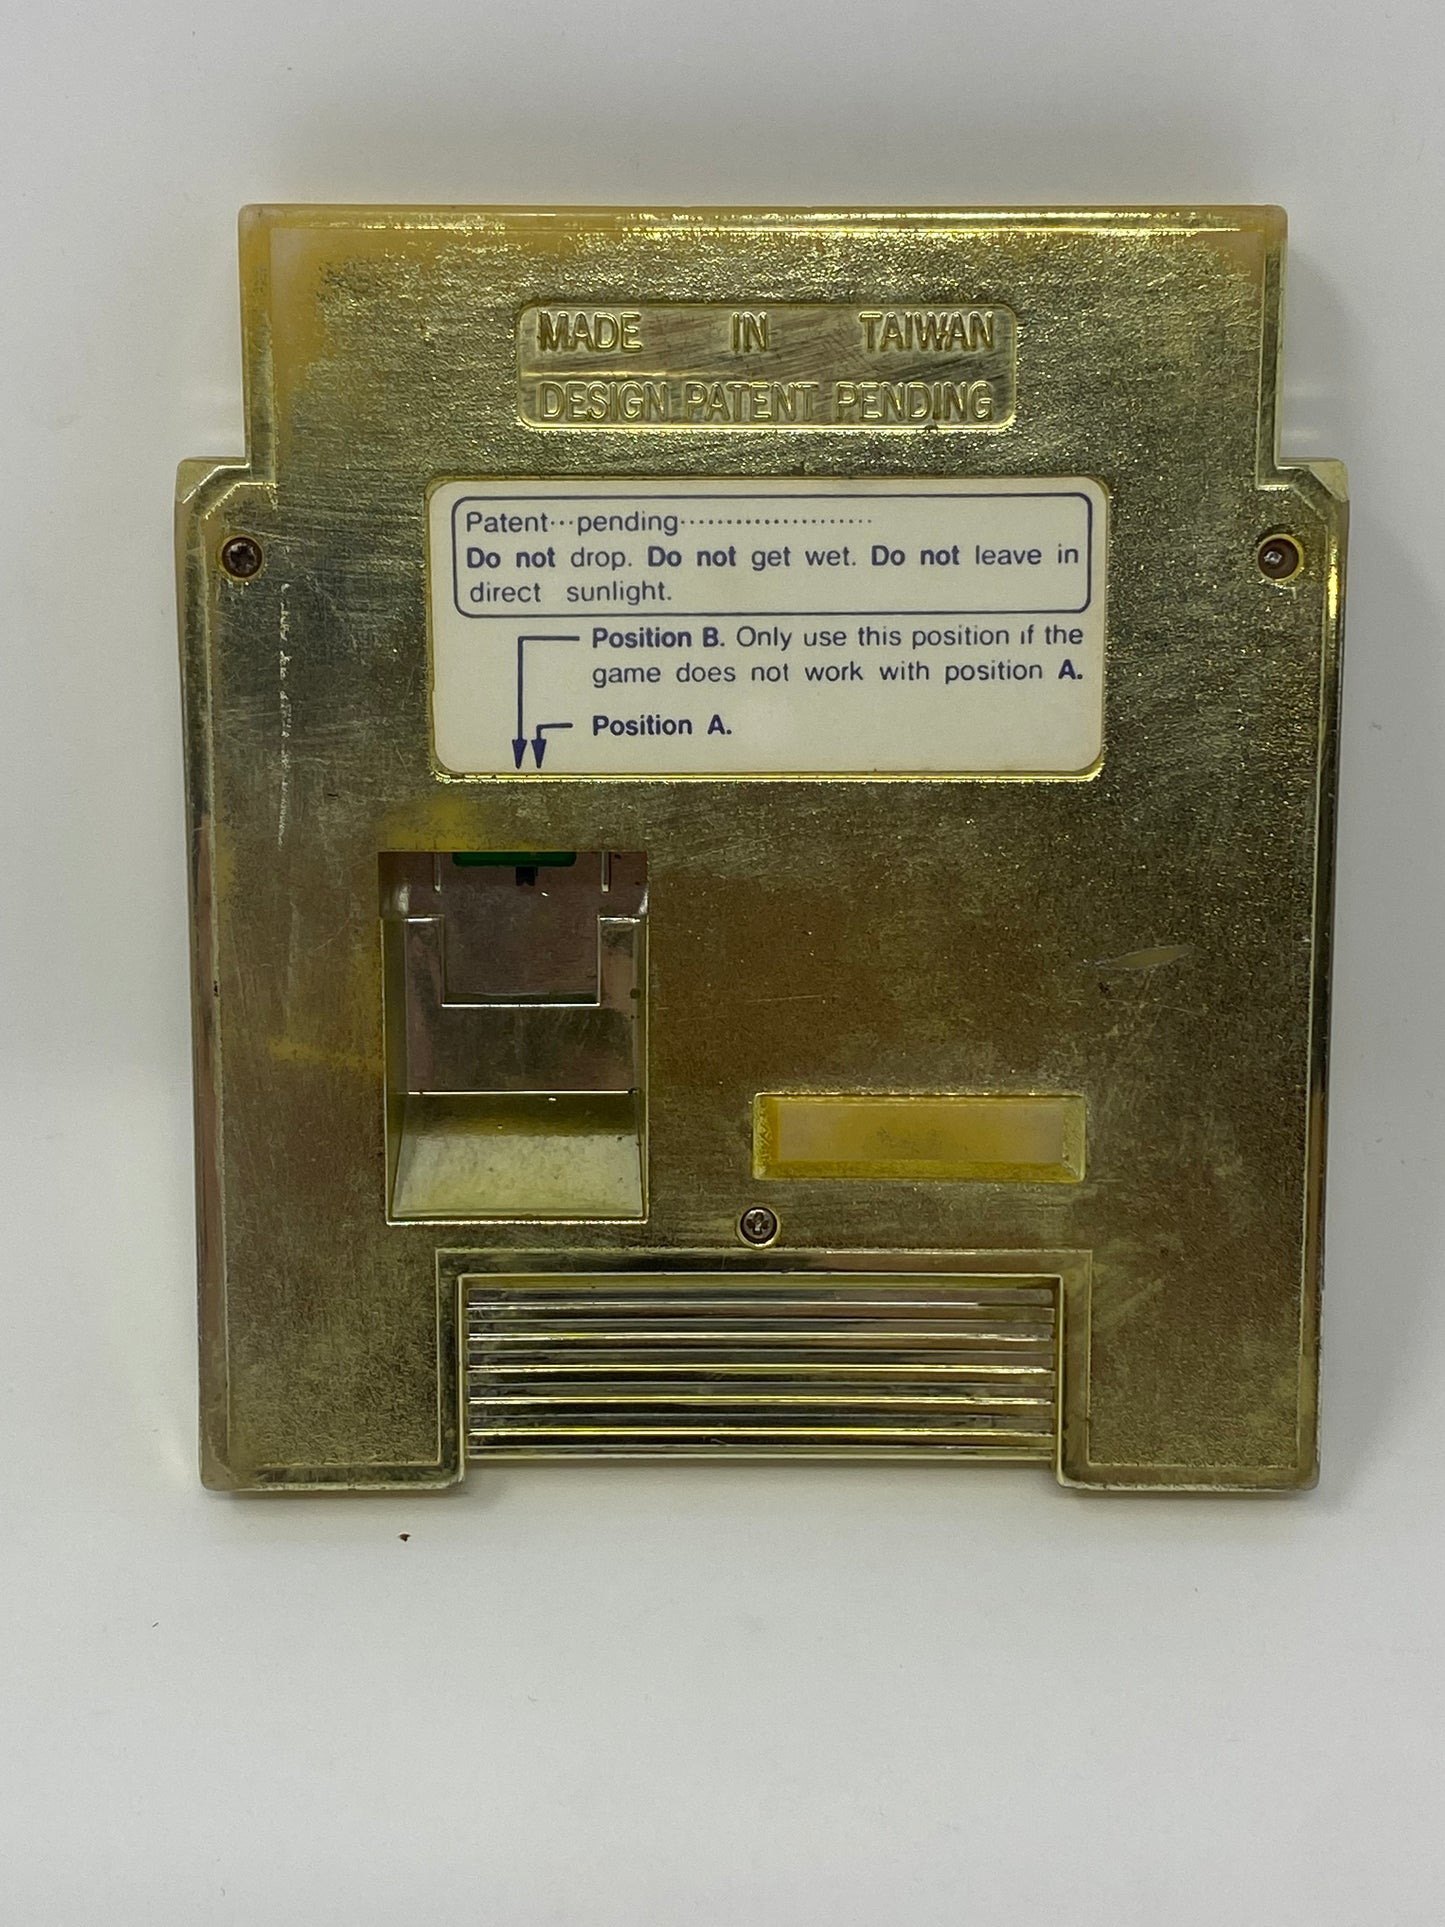 MADE IN TAIWAN
DESIGN PATENT PENDING
Patent···pending·····················
Do not drop. Do not get wet. Do not leave in
direct sunlight.
Position B. Only use this position if the
game does not work with position A.
Position A.